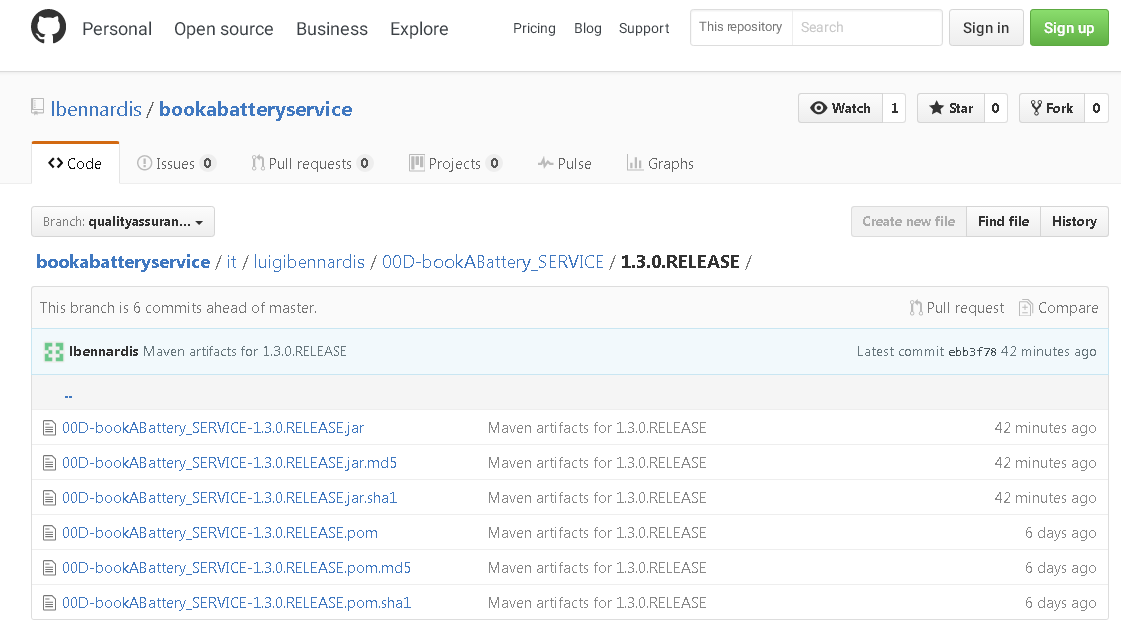 Personal Open source Business Explore Pricing Blog Support This repository Search Sign in Sign up
lbennardis / bookabatteryservice Watch 1 Star 0 Fork 0
Code Issues 0 Pull requests 0 Projects 0 Pulse Graphs
Branch: qualityassuran... Create new file Find file History
bookabatteryservice / it / luigibennardis / 00D-bookABattery_SERVICE / 1.3.0.RELEASE /
This branch is 6 commits ahead of master. Pull request Compare
lbennardis Maven artifacts for 1.3.0.RELEASE Latest commit ebb3f78 42 minutes ago
..
00D-bookABattery_SERVICE-1.3.0.RELEASE.jar Maven artifacts for 1.3.0.RELEASE 42 minutes ago
00D-bookABattery_SERVICE-1.3.0.RELEASE.jar.md5 Maven artifacts for 1.3.0.RELEASE 42 minutes ago
00D-bookABattery_SERVICE-1.3.0.RELEASE.jar.sha1 Maven artifacts for 1.3.0.RELEASE 42 minutes ago
00D-bookABattery_SERVICE-1.3.0.RELEASE.pom Maven artifacts for 1.3.0.RELEASE 6 days ago
00D-bookABattery_SERVICE-1.3.0.RELEASE.pom.md5 Maven artifacts for 1.3.0.RELEASE 6 days ago
00D-bookABattery_SERVICE-1.3.0.RELEASE.pom.sha1 Maven artifacts for 1.3.0.RELEASE 6 days ago